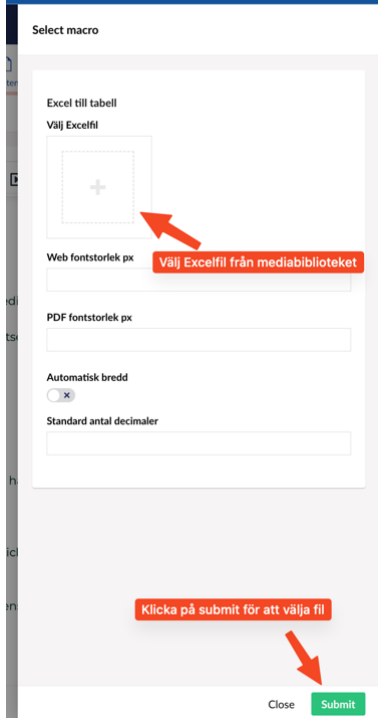 Select macro
Excel till tabell
Välj Excelfil
Välj Excelfil från mediabiblioteket
Web fontstorlek px
PDF fontstorlek px
Automatisk bredd
Standard antal decimaler
Klicka på submit för att välja fil
Close
Submit